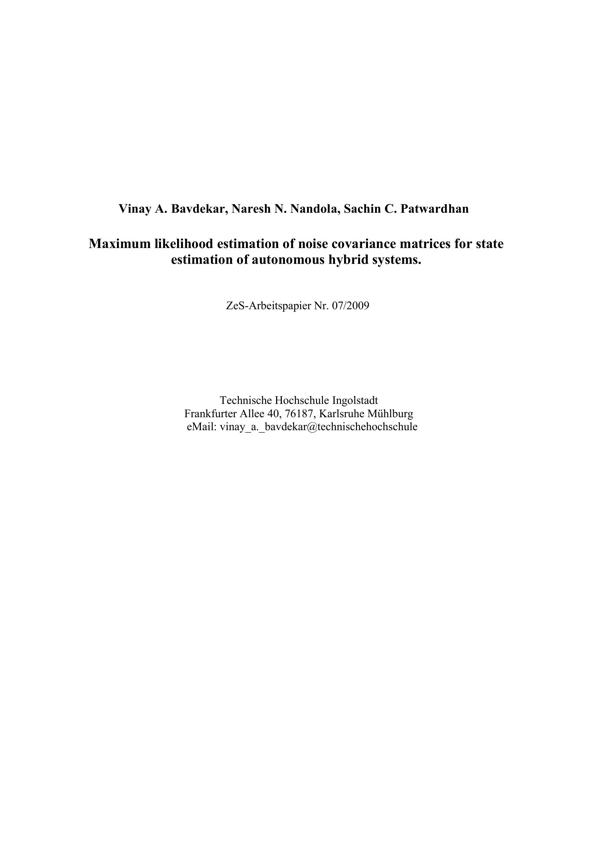 Vinay A. Bavdekar, Naresh N. Nandola, Sachin C. Patwardhan
Maximum likelihood estimation of noise covariance matrices for state
estimation of autonomous hybrid systems.
ZeS-Arbeitspapier Nr. 07/2009
Technische Hochschule Ingolstadt
Frankfurter Allee 40, 76187, Karlsruhe Mühlburg
eMail: vinay_a._bavdekar@technischehochschule